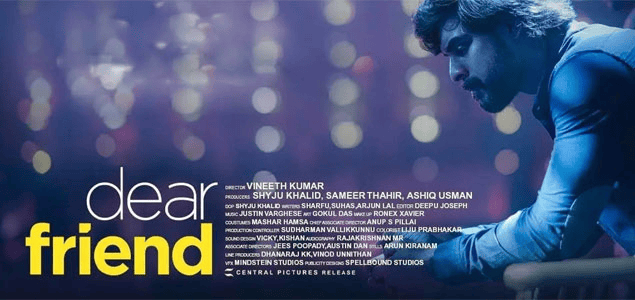 dear
friend
DIRECTOR VINEETH KUMAR
PRODUCERS SHYJU KHALID, SAMEER THAHIR, ASHIQ USMAN
DOP SHYJU KHALID WRITERS SHARFU,SUHAS,ARJUN LAL EDITOR DEEPU JOSEPH
MUSIC JUSTIN VARGHESE ART GOKUL DAS MAKE UP RONEX XAVIER
COUSTUMES MASHAR HAMSA CHIEF ASSOCIATE DIRECTOR ANUP S PILLAI
PRODUCTION CONTROLLER SUDHARMAN VALLIKKUNNU COLORIST LIJU PRABHAKAR
SOUND DESIGN VICKY,KISHAN AUDIOGRAPHY RAJAKRISHNAN MR
ASSOCIATE DIRECTORS JEES POOPADY,AUSTIN DAN STILLS ARUN KIRANAM
LINE PRODUCERS DHANARAJ KK,VINOD UNNITHAN
VFX MINDSTEIN STUDIOS PUBLICITY DESIGNS SPELLBOUND STUDIOS
CENTRAL PICTURES RELEASE